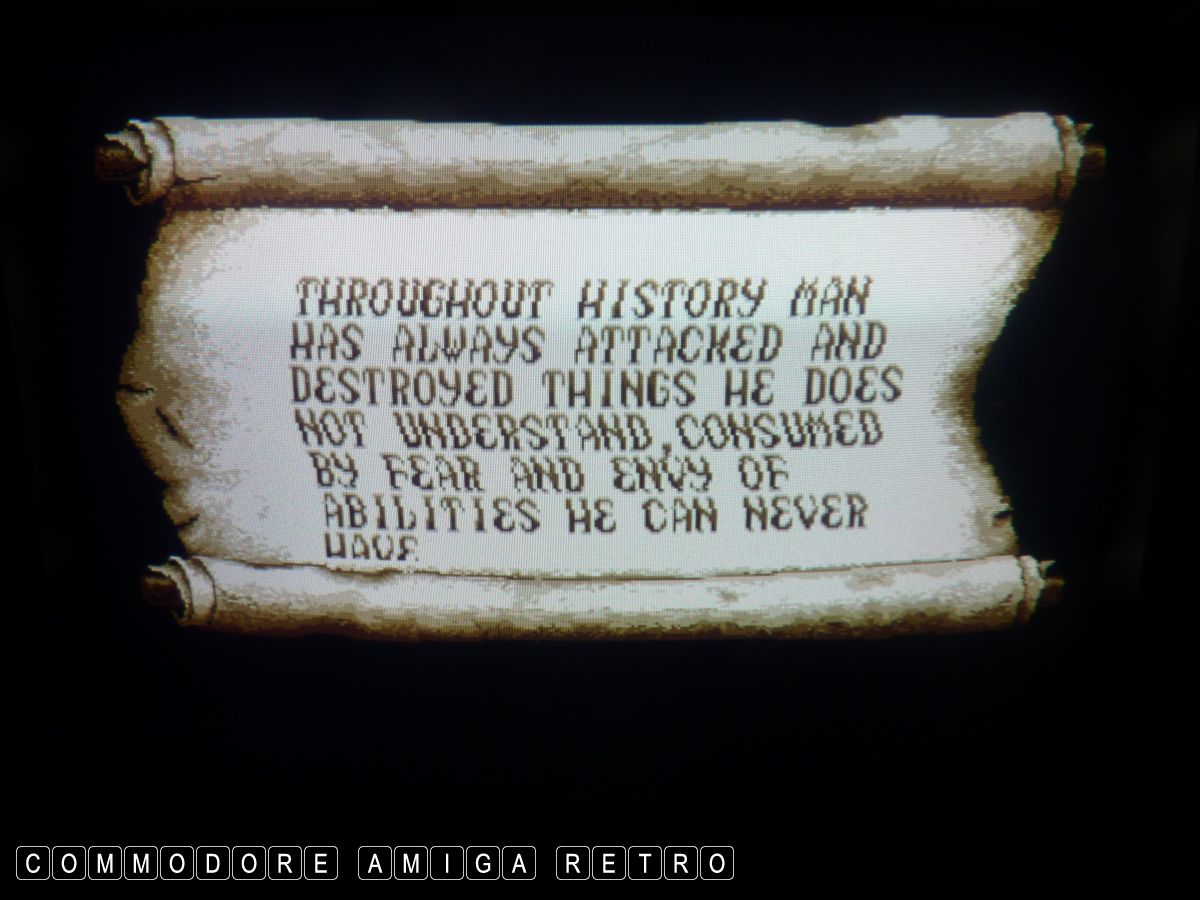 THROUGHOUT HISTORY MAN
HAS ALWAYS ATTACKED AND
DESTROYED THINGS HE DOES
NOT UNDERSTAND,CONSUMED
BY FEAR AND ENVY OF
ABILITIES HE CAN NEVER
HAVE
COMMODORE AMIGA RETRO